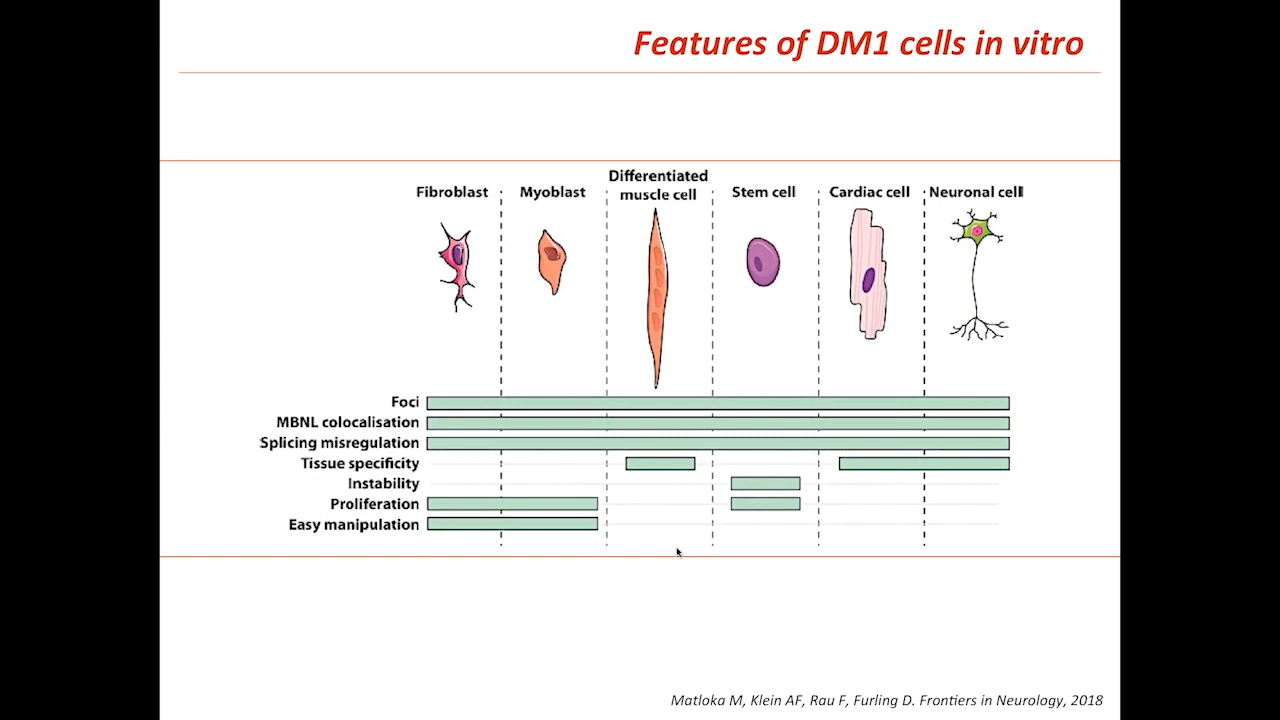 Features of DM1 cells in vitro
Fibroblast
Myoblast
Differentiated
muscle cell
Stem cell
Cardiac cell
Neuronal cell
Foci
MBNL colocalisation
Splicing misregulation
Tissue specificity
Instability
Proliferation
Easy manipulation
Matloka M, Klein AF, Rau F, Furling D. Frontiers in Neurology, 2018